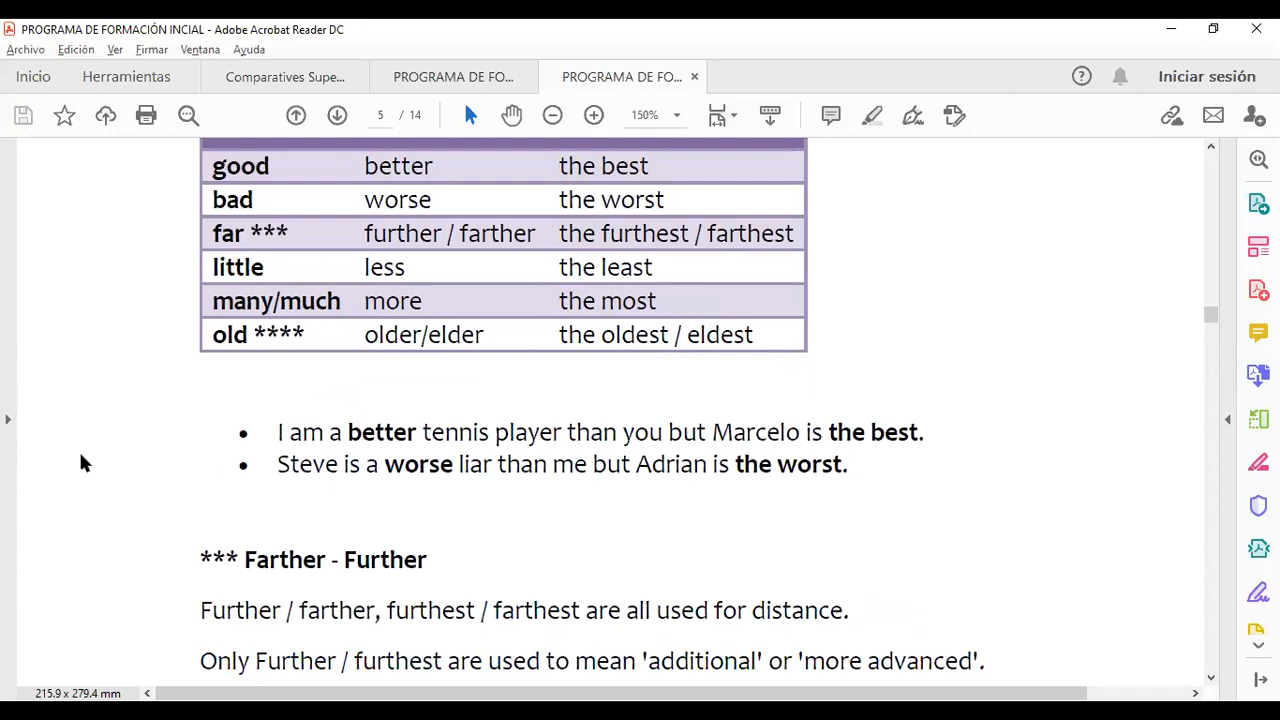 PROGRAMA DE FORMACIÓN INCIAL - Adobe Acrobat Reader DC
Archivo Edición Ver Firmar Ventana Ayuda
Inicio Herramientas Comparatives Supe... PROGRAMA DE FO... PROGRAMA DE FO... × Iniciar sesión
5 / 14 150%
good better the best
bad worse the worst
far *** further / farther the furthest / farthest
little less the least
many/much more the most
old **** older/elder the oldest / eldest
• I am a better tennis player than you but Marcelo is the best.
• Steve is a worse liar than me but Adrian is the worst.
*** Farther - Further
Further / farther, furthest / farthest are all used for distance.
Only Further / furthest are used to mean 'additional' or 'more advanced'.
215.9 x 279.4 mm